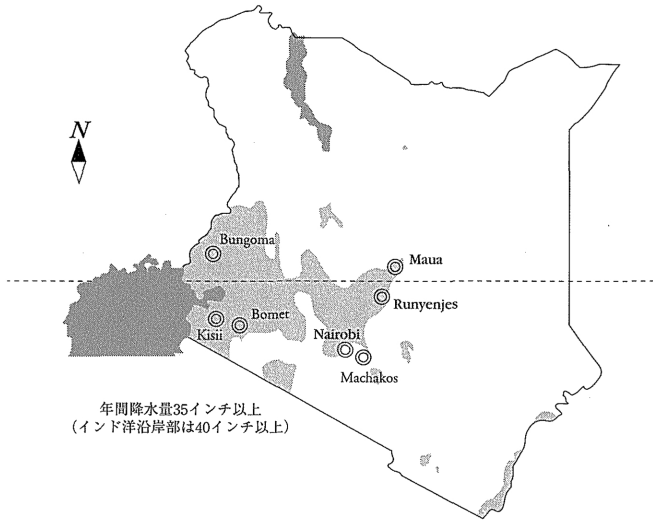 N
Bungoma
Maua
Runyenjes
Bomet
Kisii
Nairobi
Machakos
年間降水量35インチ以上
（インド洋沿岸部は40インチ以上）